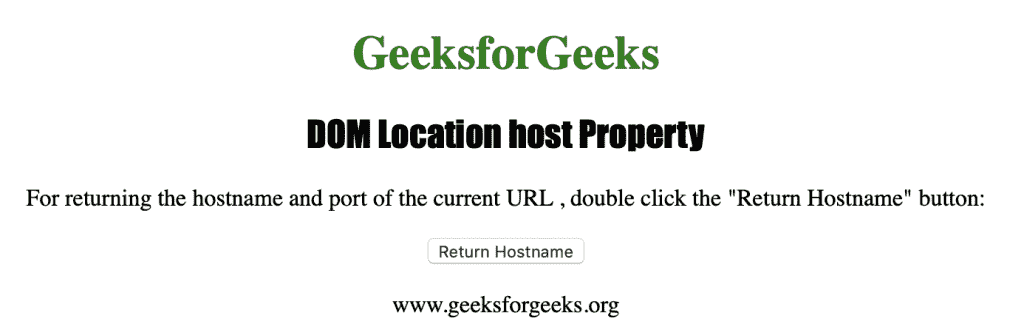 GeeksforGeeks
DOM Location host Property
For returning the hostname and port of the current URL , double click the "Return Hostname" button:
Return Hostname
www.geeksforgeeks.org